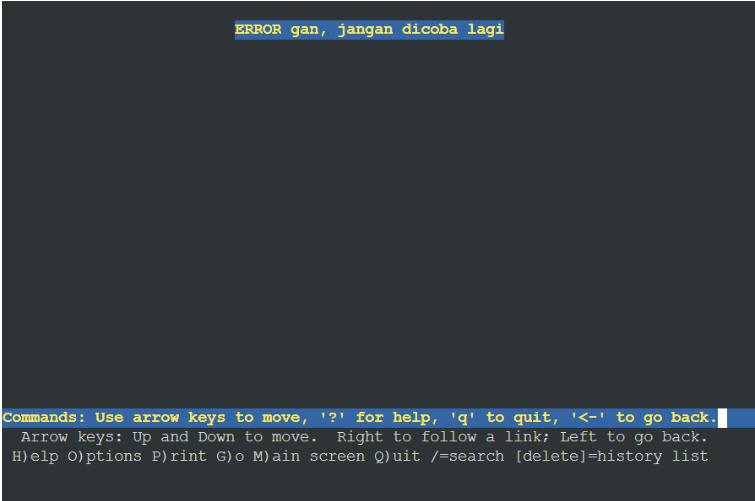 ERROR gan, jangan dicoba lagi
Commands: Use arrow keys to move, '?' for help, 'q' to quit, '<-' to go back.
Arrow keys: Up and Down to move.  Right to follow a link; Left to go back.
H)elp O)ptions P)rint G)o M)ain screen Q)uit /=search [delete]=history list